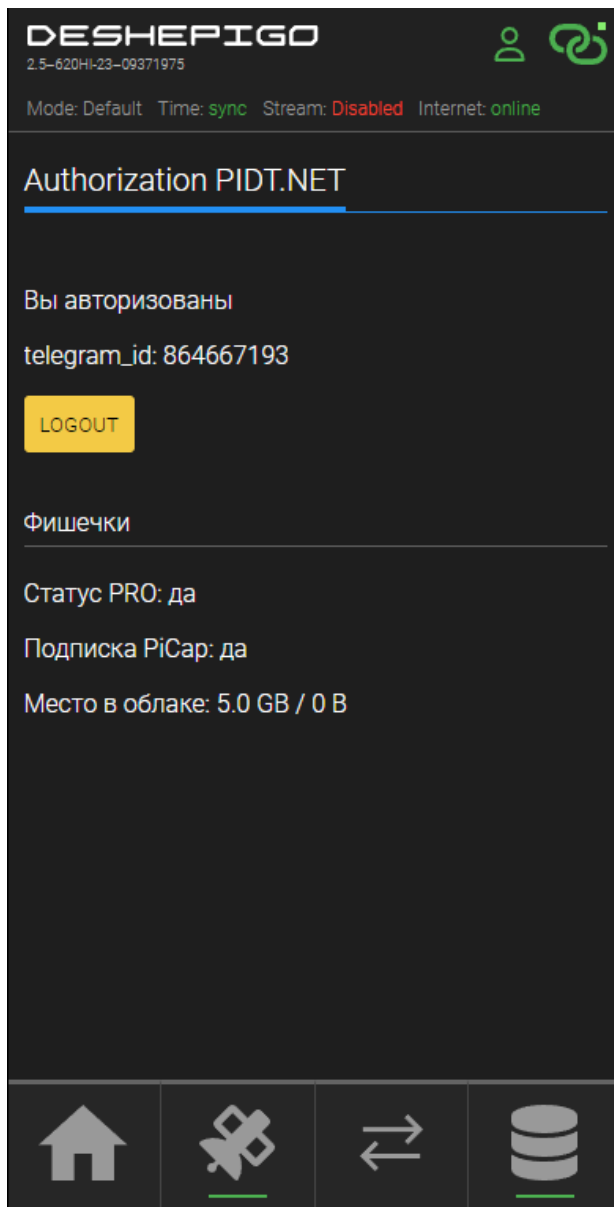 DESHEPIGO
2.5–620HI-23–09371975
Mode: Default Time: sync Stream: Disabled Internet: online
Authorization PIDT.NET
Вы авторизованы
telegram_id: 864667193
LOGOUT
Фишечки
Статус PRO: да
Подписка PiCap: да
Место в облаке: 5.0 GB / 0 B